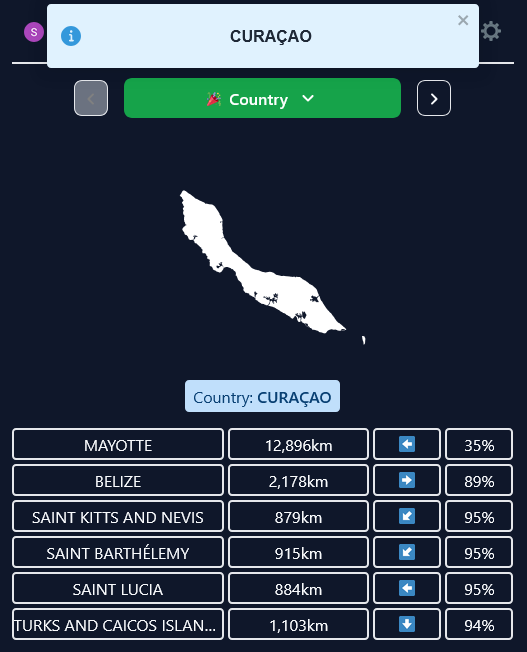 S
CURAÇAO
Country
Country: CURAÇAO
MAYOTTE 12,896km ⬅️ 35%
BELIZE 2,178km ➡️ 89%
SAINT KITTS AND NEVIS 879km ↙️ 95%
SAINT BARTHÉLEMY 915km ↙️ 95%
SAINT LUCIA 884km ⬅️ 95%
TURKS AND CAICOS ISLAN... 1,103km ⬇️ 94%